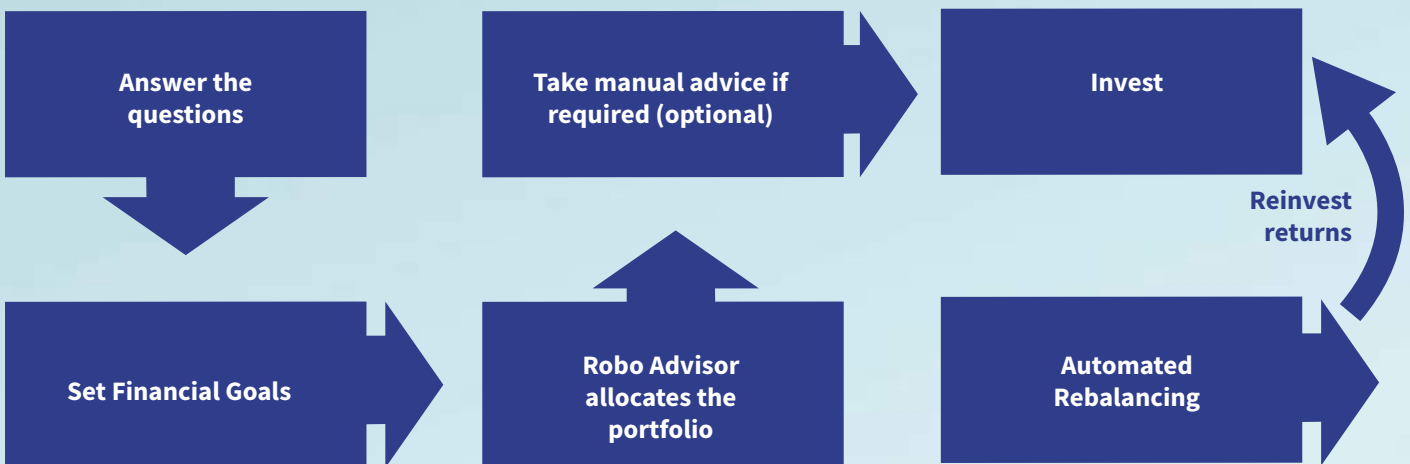 Answer the
questions
Take manual advice if
required (optional)
Invest
Reinvest
returns
Set Financial Goals
Robo Advisor
allocates the
portfolio
Automated
Rebalancing